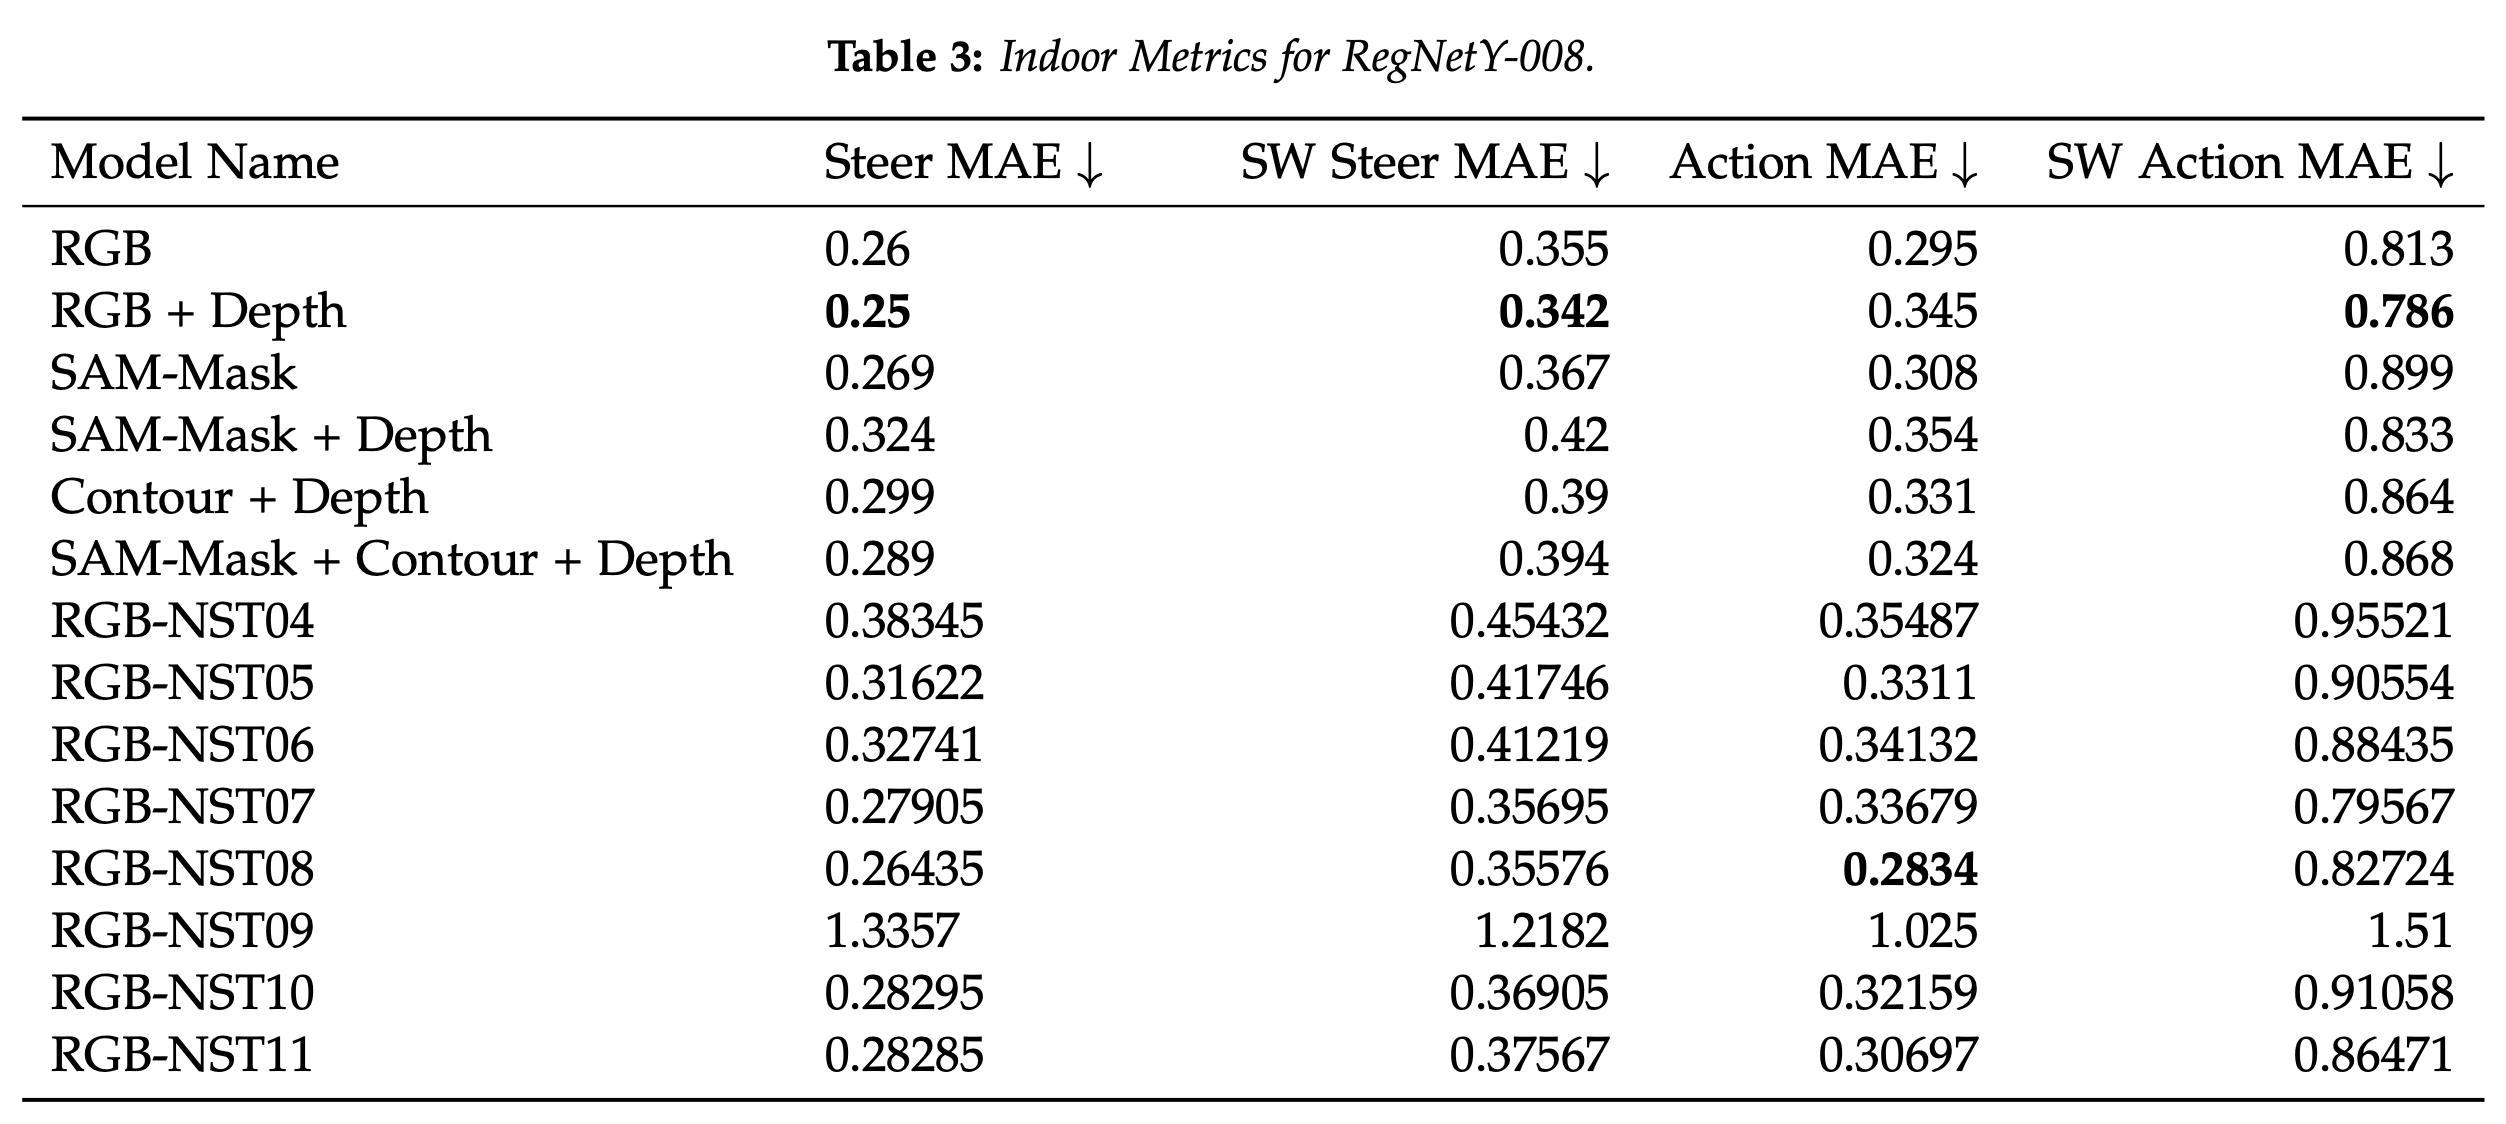 Table 3: Indoor Metrics for RegNetY-008.
Model Name Steer MAE ↓ SW Steer MAE ↓ Action MAE ↓ SW Action MAE ↓
RGB 0.26 0.355 0.295 0.813
RGB + Depth 0.25 0.342 0.345 0.786
SAM-Mask 0.269 0.367 0.308 0.899
SAM-Mask + Depth 0.324 0.42 0.354 0.833
Contour + Depth 0.299 0.39 0.331 0.864
SAM-Mask + Contour + Depth 0.289 0.394 0.324 0.868
RGB-NST04 0.38345 0.45432 0.35487 0.95521
RGB-NST05 0.31622 0.41746 0.3311 0.90554
RGB-NST06 0.32741 0.41219 0.34132 0.88435
RGB-NST07 0.27905 0.35695 0.33679 0.79567
RGB-NST08 0.26435 0.35576 0.2834 0.82724
RGB-NST09 1.3357 1.2182 1.025 1.51
RGB-NST10 0.28295 0.36905 0.32159 0.91058
RGB-NST11 0.28285 0.37567 0.30697 0.86471